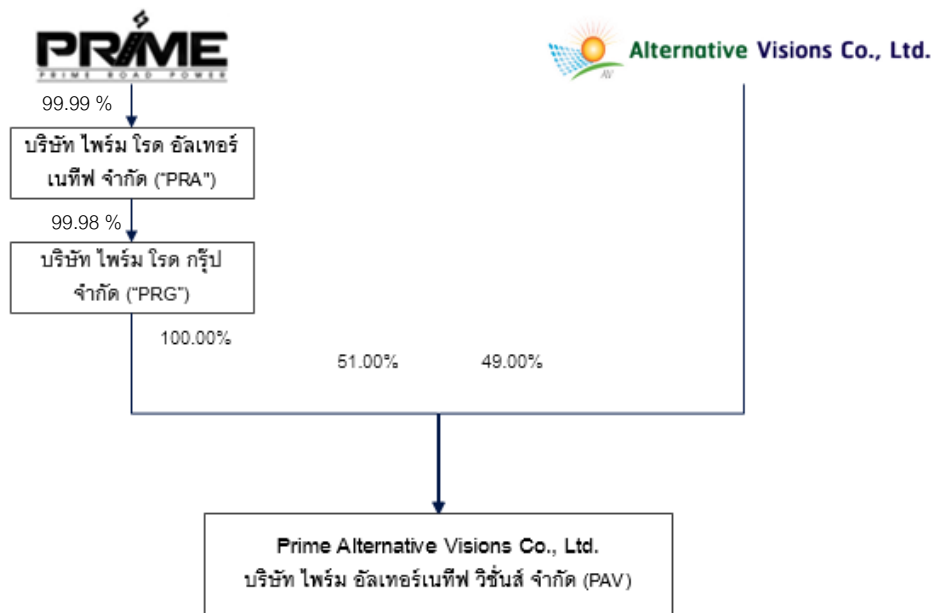 PRIME
PRIME ROAD POWER
AV
Alternative Visions Co., Ltd.
99.99 %
บริษัท ไพร์ม โรด อัลเทอร์
เนทีฟ จำกัด ("PRA")
99.98 %
บริษัท ไพร์ม โรด กรุ๊ป
จำกัด ("PRG")
100.00%
51.00%
49.00%
Prime Alternative Visions Co., Ltd.
บริษัท ไพร์ม อัลเทอร์เนทีฟ วิชั่นส์ จำกัด (PAV)